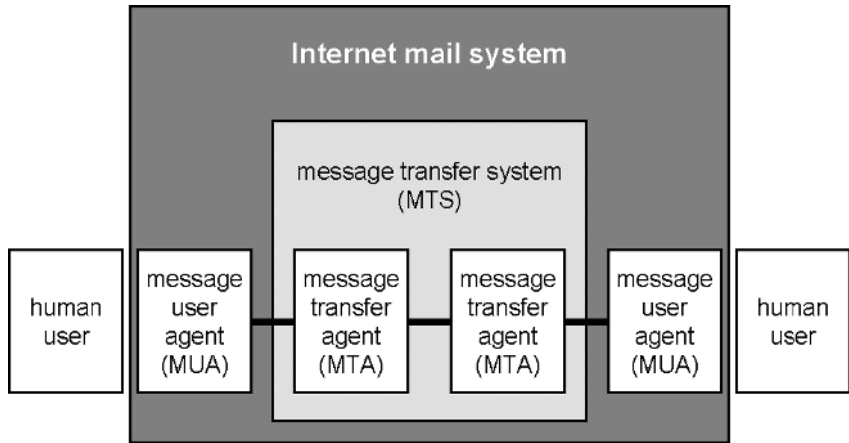 Internet mail system
message transfer system
(MTS)
human
user
message
user
agent
(MUA)
message
transfer
agent
(MTA)
message
transfer
agent
(MTA)
message
user
agent
(MUA)
human
user